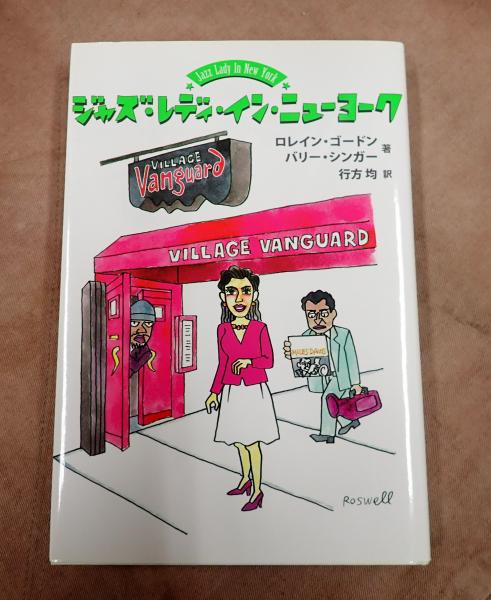 Jazz Lady In New York
ジャズ・レディ・イン・ニューヨーク
ロレイン・ゴードン
バリー・シンガー 著
行方 均 訳
VILLAGE
Vanguard
VILLAGE VANGUARD
MILES DAVIS
Roswell